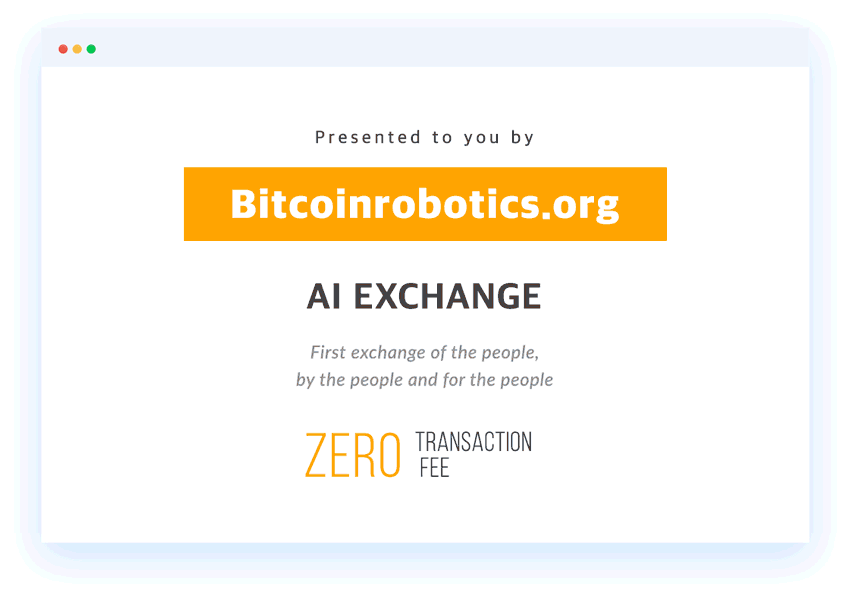 Presented to you by
Bitcoinrobotics.org
AI EXCHANGE
First exchange of the people,
by the people and for the people
ZERO TRANSACTION
FEE